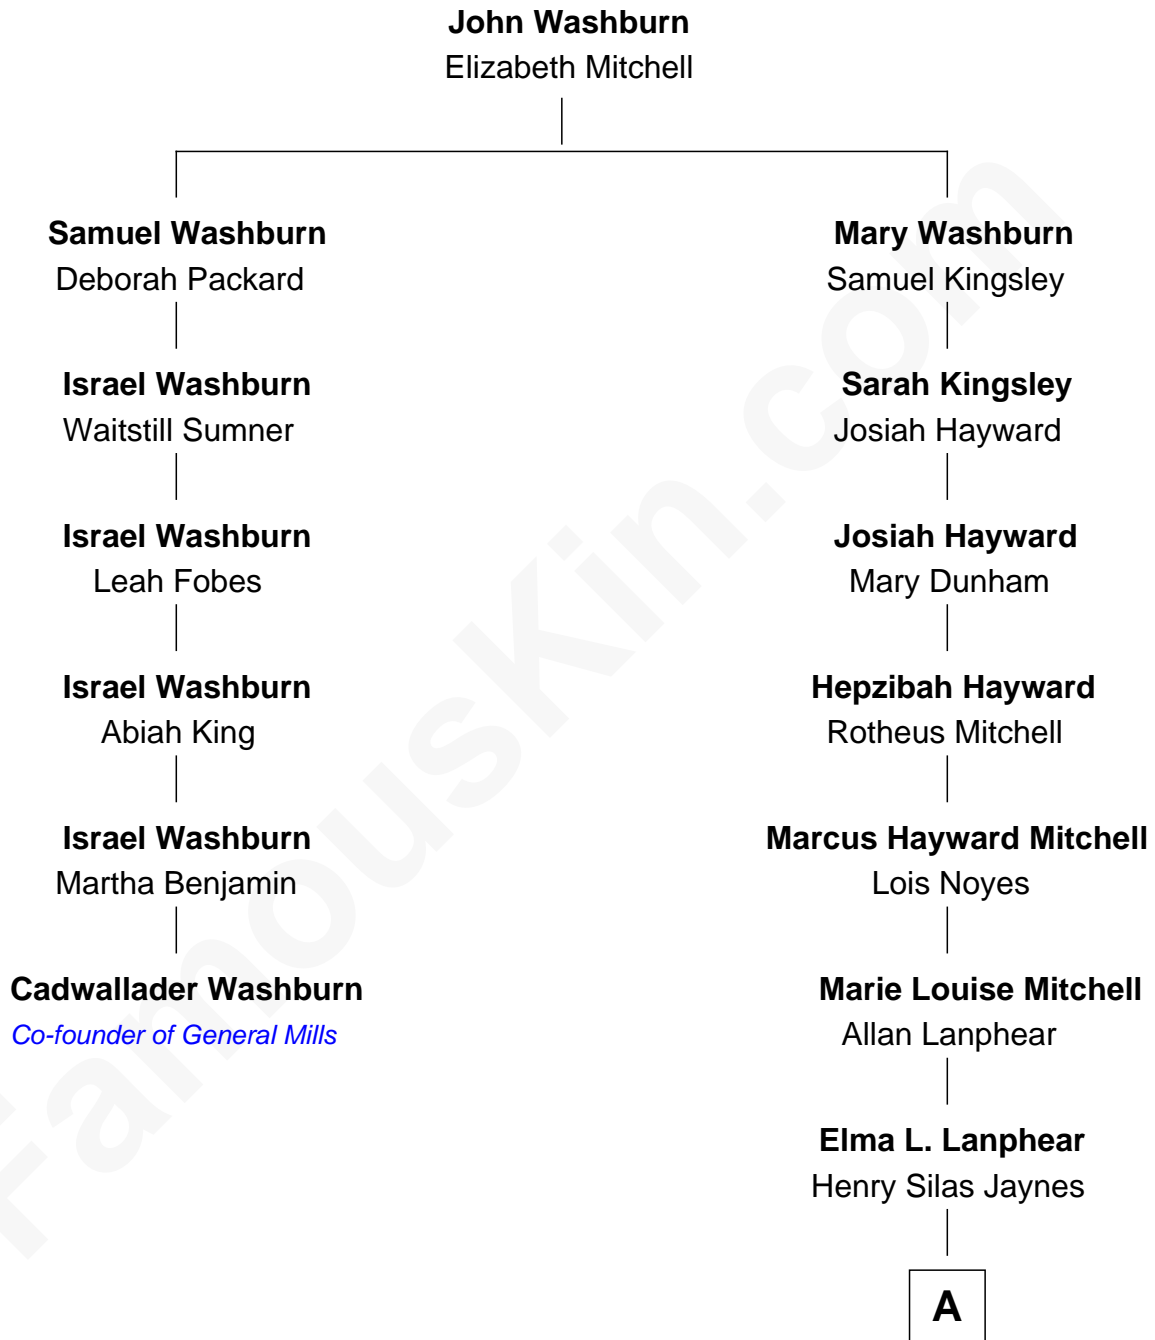 John Washburn
Elizabeth Mitchell
Samuel Washburn
Deborah Packard
Mary Washburn
Samuel Kingsley
Israel Washburn
Waitstill Sumner
Sarah Kingsley
Josiah Hayward
Israel Washburn
Leah Fobes
Josiah Hayward
Mary Dunham
Israel Washburn
Abiah King
Hepzibah Hayward
Rotheus Mitchell
Israel Washburn
Martha Benjamin
Marcus Hayward Mitchell
Lois Noyes
Cadwallader Washburn
Co-founder of General Mills
Marie Louise Mitchell
Allan Lanphear
Elma L. Lanphear
Henry Silas Jaynes
A
FamousKin.com